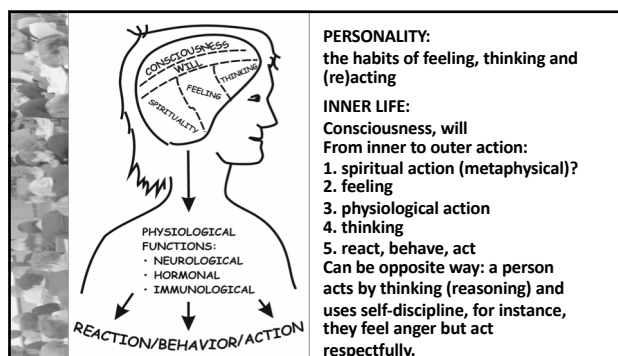 CONSCIOUSNESS
WILL
SPIRITUALITY
FEELING
THINKING
PHYSIOLOGICAL
FUNCTIONS:
· NEUROLOGICAL
· HORMONAL
· IMMUNOLOGICAL
REACTION/BEHAVIOR/ACTION
PERSONALITY:
the habits of feeling, thinking and
(re)acting
INNER LIFE:
Consciousness, will
From inner to outer action:
1. spiritual action (metaphysical)?
2. feeling
3. physiological action
4. thinking
5. react, behave, act
Can be opposite way: a person
acts by thinking (reasoning) and
uses self-discipline, for instance,
they feel anger but act
respectfully.